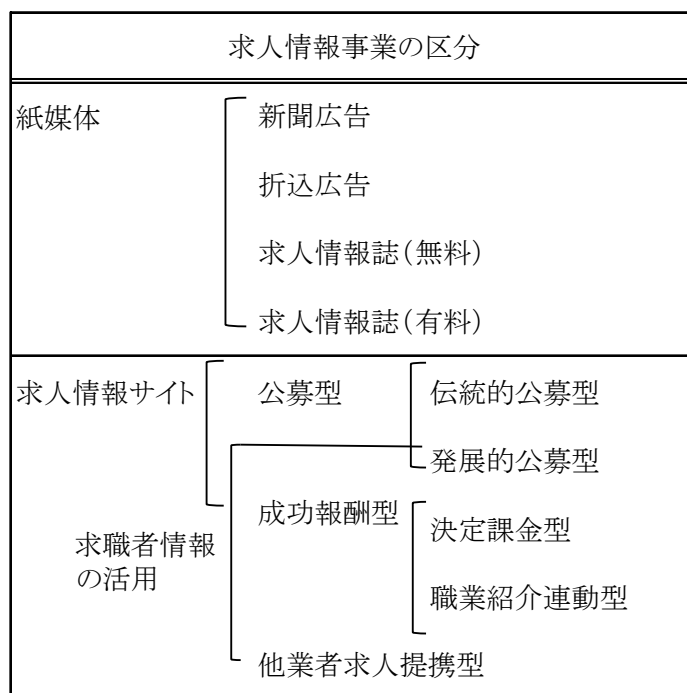 求人情報事業の区分
紙媒体
新聞広告
折込広告
求人情報誌（無料）
求人情報誌（有料）
求人情報サイト
公募型
伝統的公募型
発展的公募型
成功報酬型
決定課金型
求職者情報
の活用
職業紹介連動型
他業者求人提携型